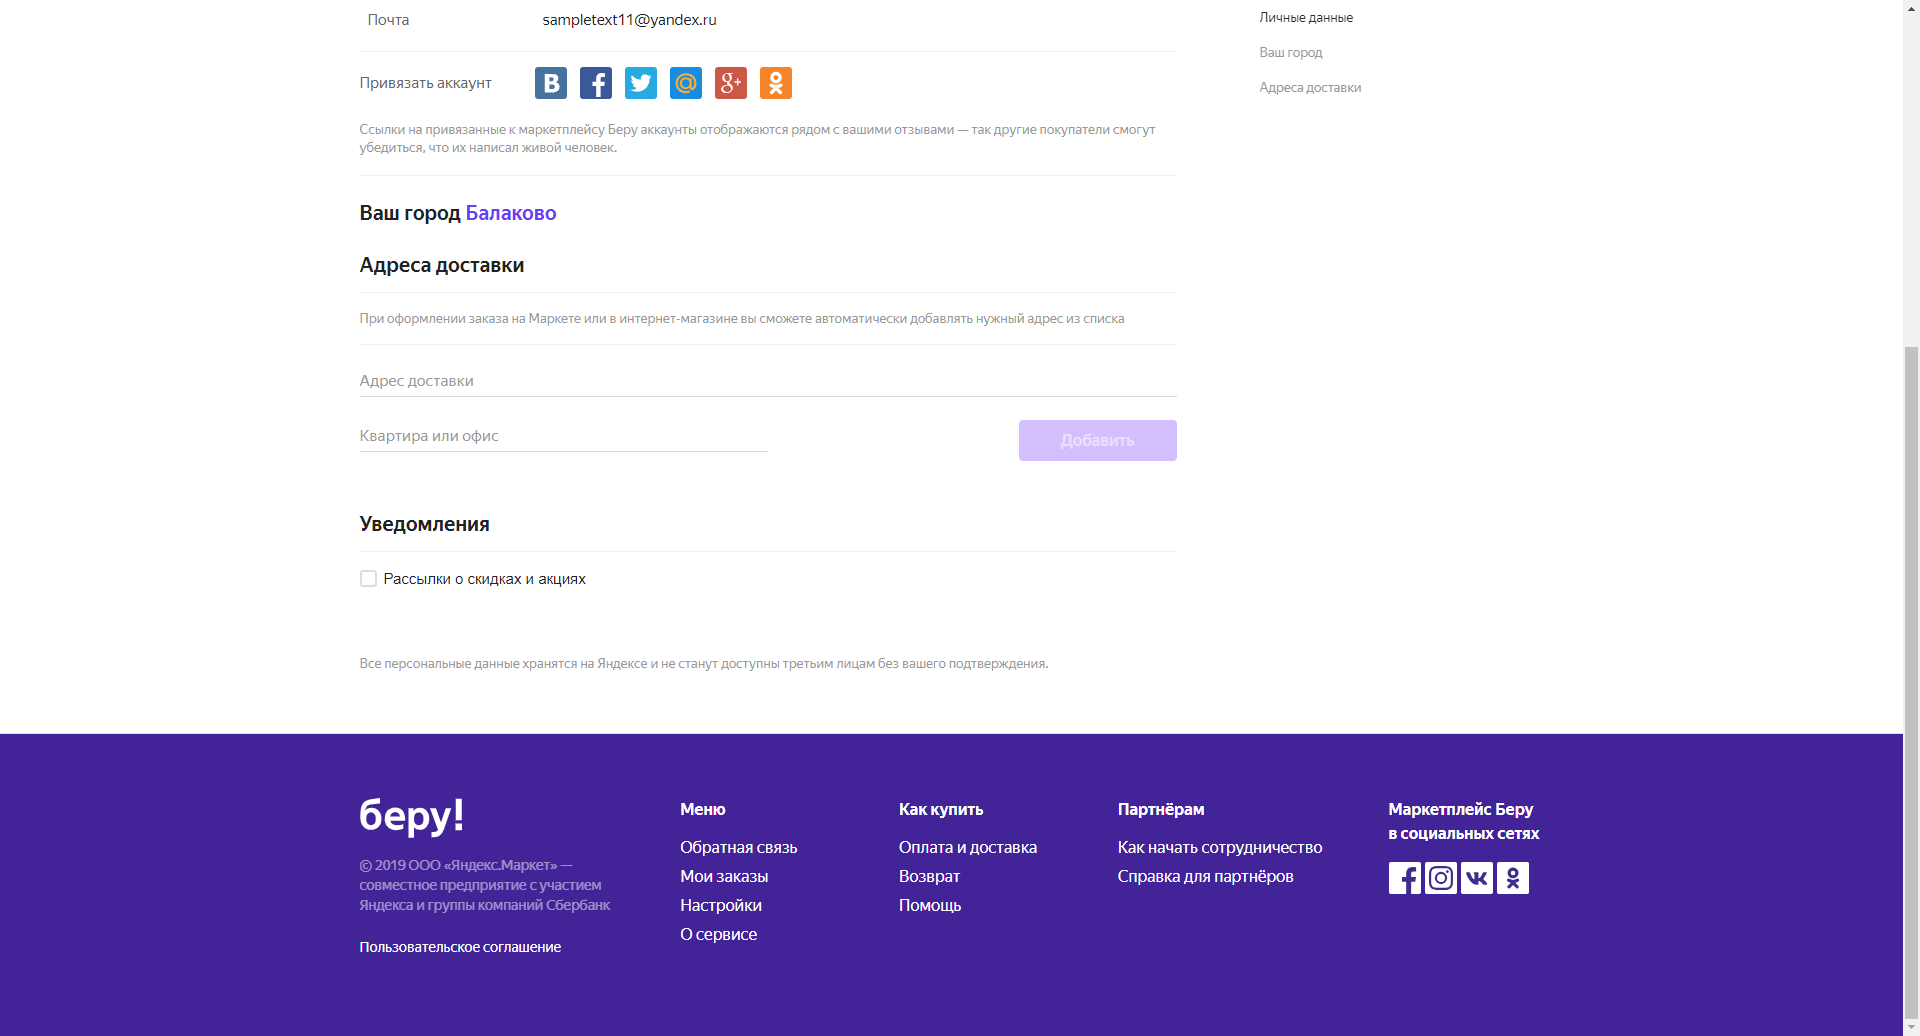 Почта sampletext11@yandex.ru
Привязать аккаунт
Ссылки на привязанные к маркетплейсу Беру аккаунты отображаются рядом с вашими отзывами — так другие покупатели смогут
убедиться, что их написал живой человек.
Ваш город Балаково
Адреса доставки
При оформлении заказа на Маркете или в интернет-магазине вы сможете автоматически добавлять нужный адрес из списка
Адрес доставки
Квартира или офис
Добавить
Уведомления
Рассылки о скидках и акциях
Все персональные данные хранятся на Яндексе и не станут доступны третьим лицам без вашего подтверждения.
Личные данные
Ваш город
Адреса доставки
беру!
© 2019 ООО «Яндекс.Маркет» —
совместное предприятие с участием
Яндекса и группы компаний Сбербанк
Пользовательское соглашение
Меню
Обратная связь
Мои заказы
Настройки
О сервисе
Как купить
Оплата и доставка
Возврат
Помощь
Партнёрам
Как начать сотрудничество
Справка для партнёров
Маркетплейс Беру
в социальных сетях